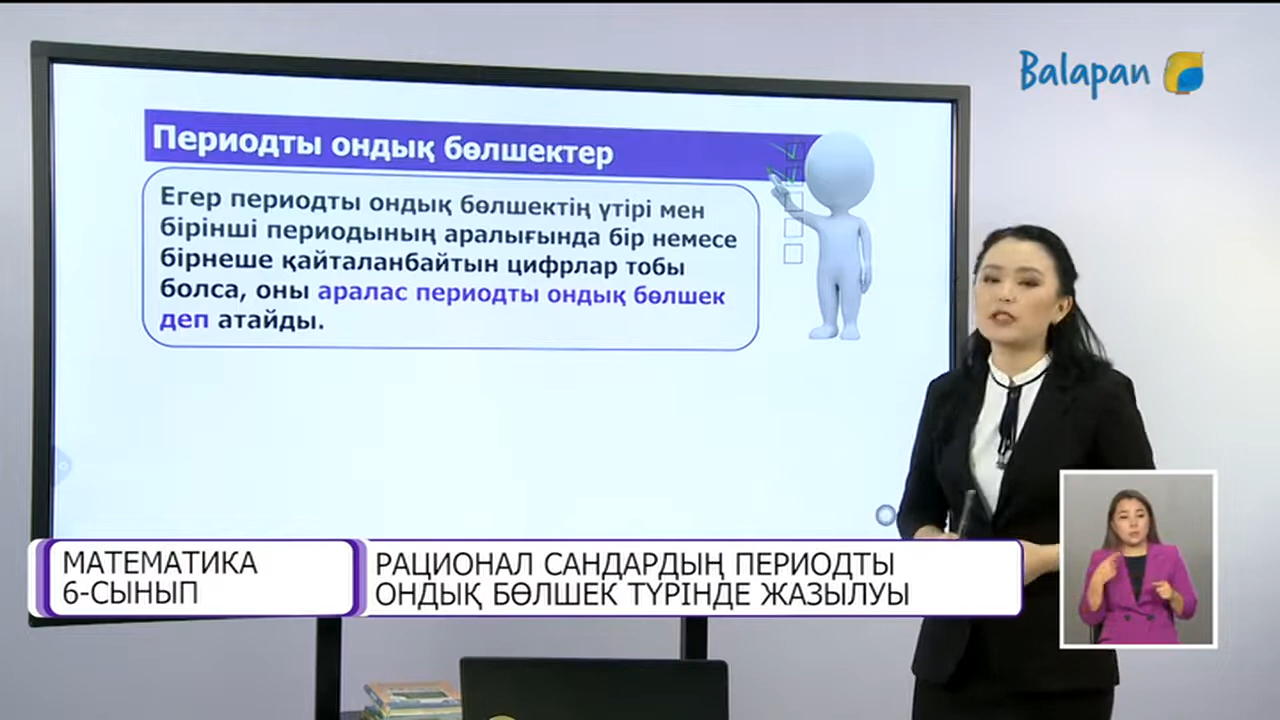 Balapan
Периодты ондық бөлшектер
Егер периодты ондық бөлшектің үтірі мен
бірінші периодының аралығында бір немесе
бірнеше қайталанбайтын цифрлар тобы
болса, оны аралас периодты ондық бөлшек
деп атайды.
МАТЕМАТИКА
6-СЫНЫП
РАЦИОНАЛ САНДАРДЫҢ ПЕРИОДТЫ
ОНДЫҚ БӨЛШЕК ТҮРІНДЕ ЖАЗЫЛУЫ